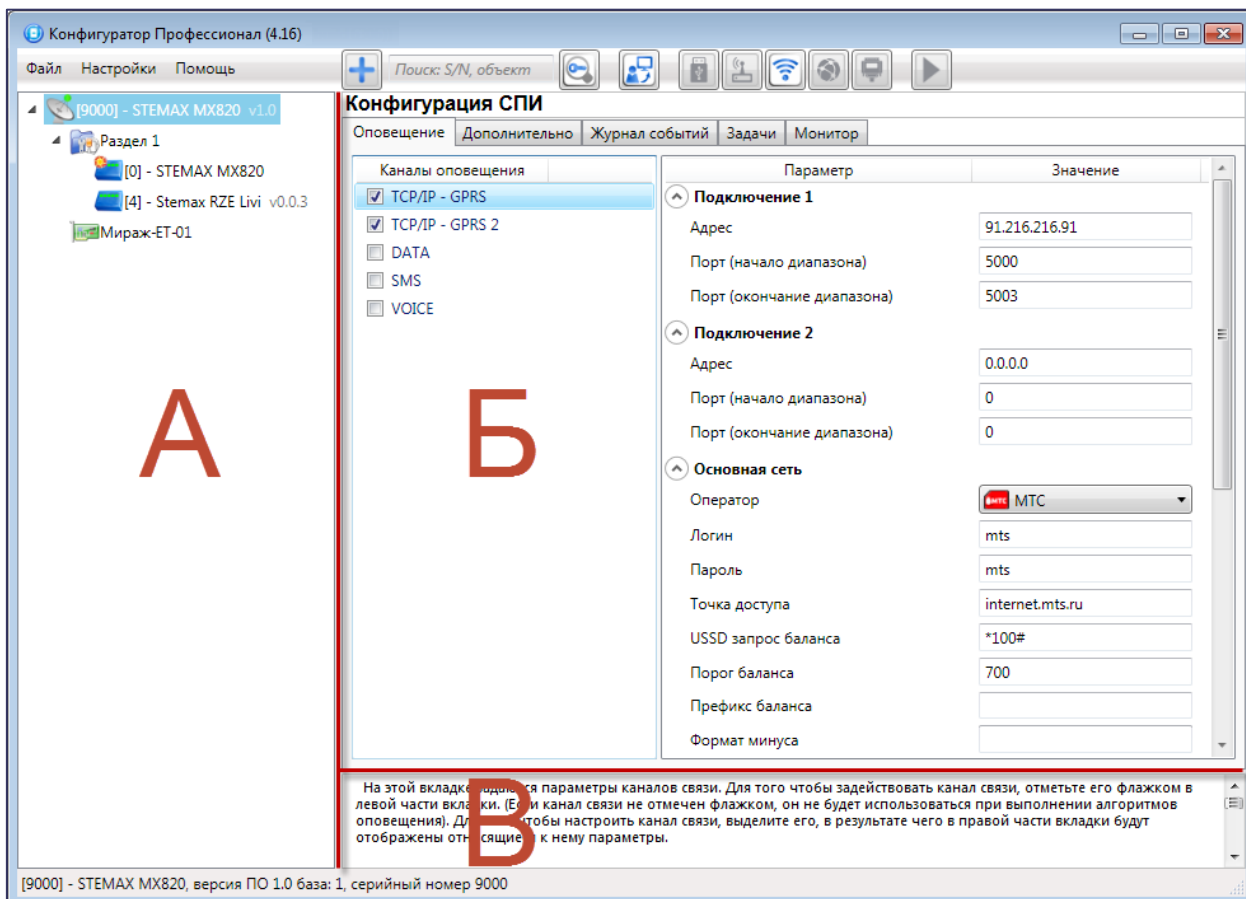 Конфигуратор Профессионал (4.16)
Файл Настройки Помощь
Поиск: S/N, объект
[9000] - STEMAX MX820 v1.0
Раздел 1
[0] - STEMAX MX820
[4] - Stemax RZE Livi v0.0.3
Мираж-ET-01
А
Конфигурация СПИ
Оповещение Дополнительно Журнал событий Задачи Монитор
Каналы оповещения
TCP/IP - GPRS
TCP/IP - GPRS 2
DATA
SMS
VOICE
Б
Параметр Значение
Подключение 1
Адрес 91.216.216.91
Порт (начало диапазона) 5000
Порт (окончание диапазона) 5003
Подключение 2
Адрес 0.0.0.0
Порт (начало диапазона) 0
Порт (окончание диапазона) 0
Основная сеть
Оператор МТС
Логин mts
Пароль mts
Точка доступа internet.mts.ru
USSD запрос баланса *100#
Порог баланса 700
Префикс баланса
Формат минуса
На этой вкладке задаются параметры каналов связи. Для того чтобы задействовать канал связи, отметьте его флажком в
левой части вкладки. (Если канал связи не отмечен флажком, он не будет использоваться при выполнении алгоритмов
оповещения). Для чтобы настроить канал связи, выделите его, в результате чего в правой части вкладки будут
отображены относящиеся к нему параметры.
В
[9000] - STEMAX MX820, версия ПО 1.0 база: 1, серийный номер 9000